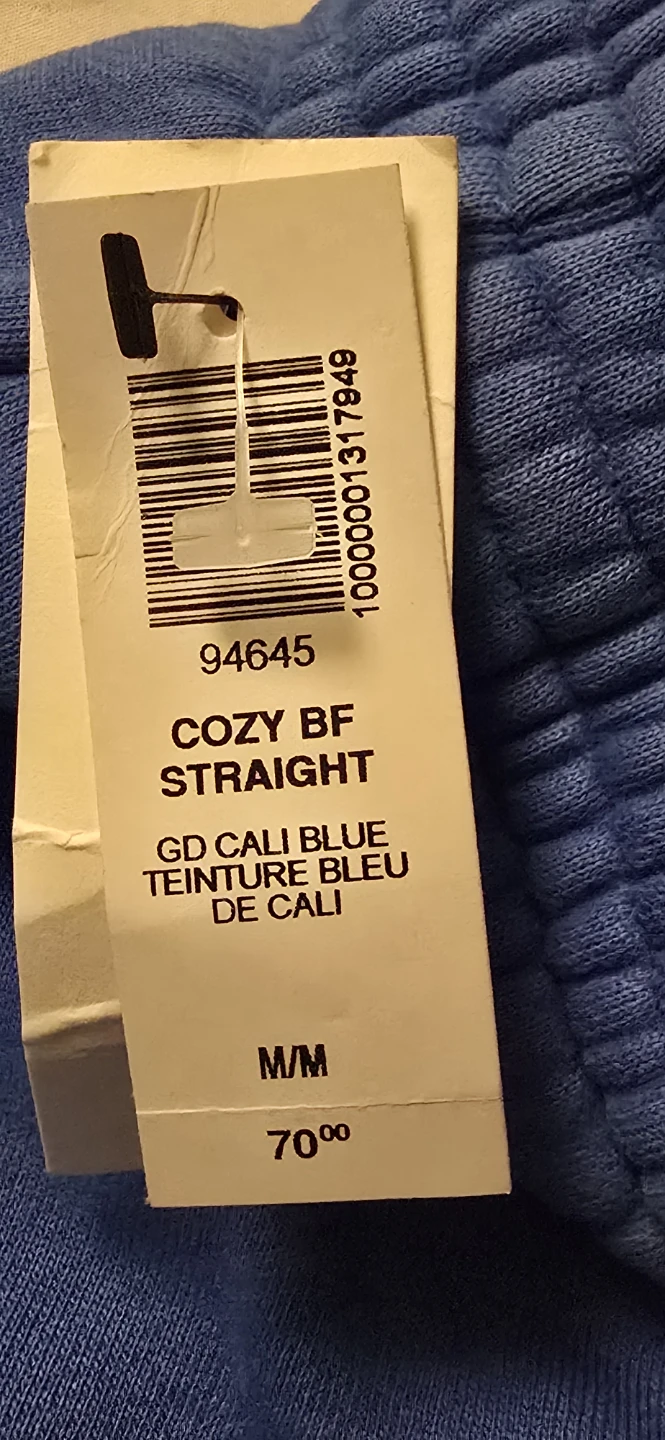 10000001317949
94645
COZY BF
STRAIGHT
GD CALI BLUE
TEINTURE BLEU
DE CALI
M/M
70⁰⁰